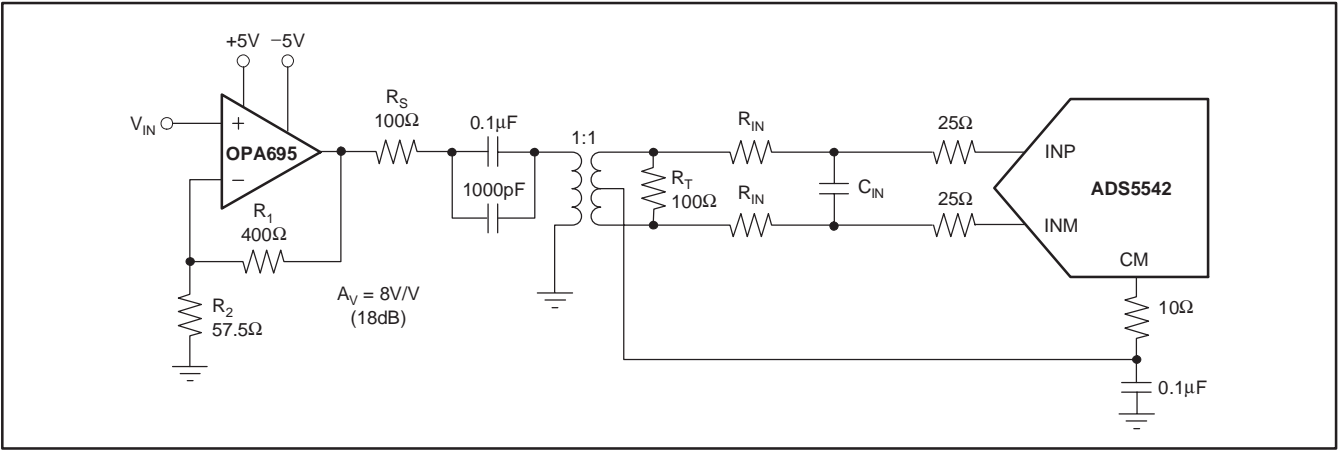 +5V −5V
V_IN
+
OPA695
−
R_S
100Ω
0.1µF
1000pF
1:1
R_1
400Ω
R_2
57.5Ω
A_V = 8V/V
(18dB)
R_T
100Ω
R_IN
R_IN
C_IN
25Ω
25Ω
INP
INM
ADS5542
CM
10Ω
0.1µF